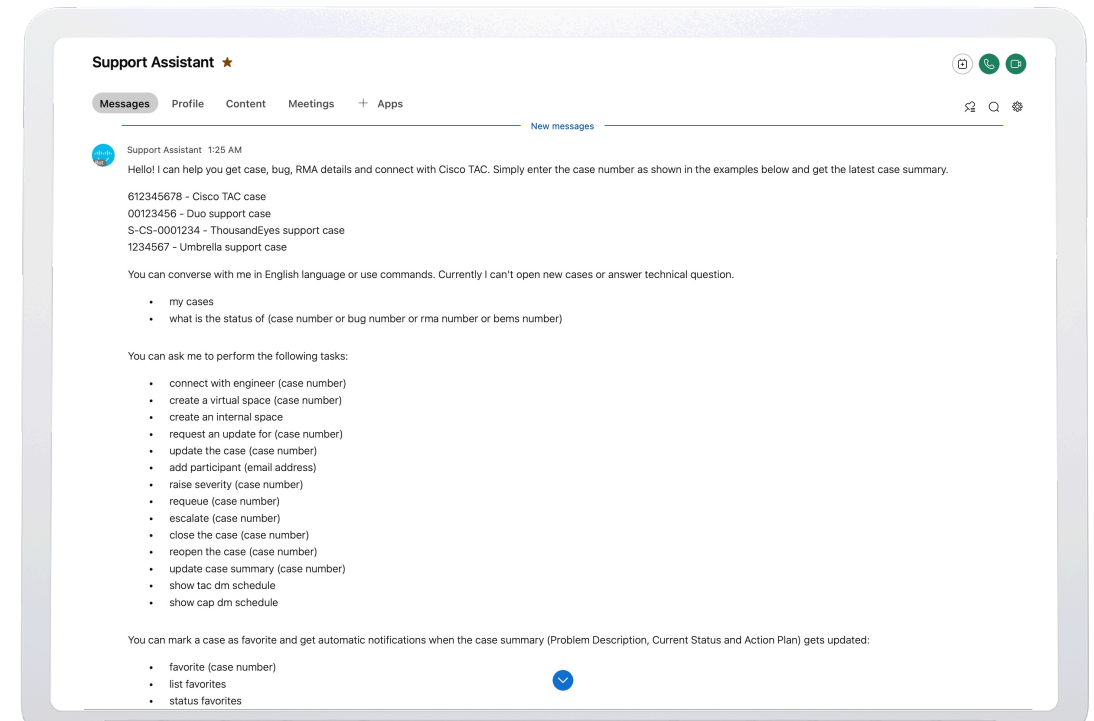 Support Assistant
Messages Profile Content Meetings + Apps
New messages
Support Assistant 1:25 AM
Hello! I can help you get case, bug, RMA details and connect with Cisco TAC. Simply enter the case number as shown in the examples below and get the latest case summary.
612345678 - Cisco TAC case
00123456 - Duo support case
S-CS-0001234 - ThousandEyes support case
1234567 - Umbrella support case
You can converse with me in English language or use commands. Currently I can't open new cases or answer technical question.
• my cases
• what is the status of (case number or bug number or rma number or bems number)
You can ask me to perform the following tasks:
• connect with engineer (case number)
• create a virtual space (case number)
• create an internal space
• request an update for (case number)
• update the case (case number)
• add participant (email address)
• raise severity (case number)
• requeue (case number)
• escalate (case number)
• close the case (case number)
• reopen the case (case number)
• update case summary (case number)
• show tac dm schedule
• show cap dm schedule
You can mark a case as favorite and get automatic notifications when the case summary (Problem Description, Current Status and Action Plan) gets updated:
• favorite (case number)
• list favorites
• status favorites